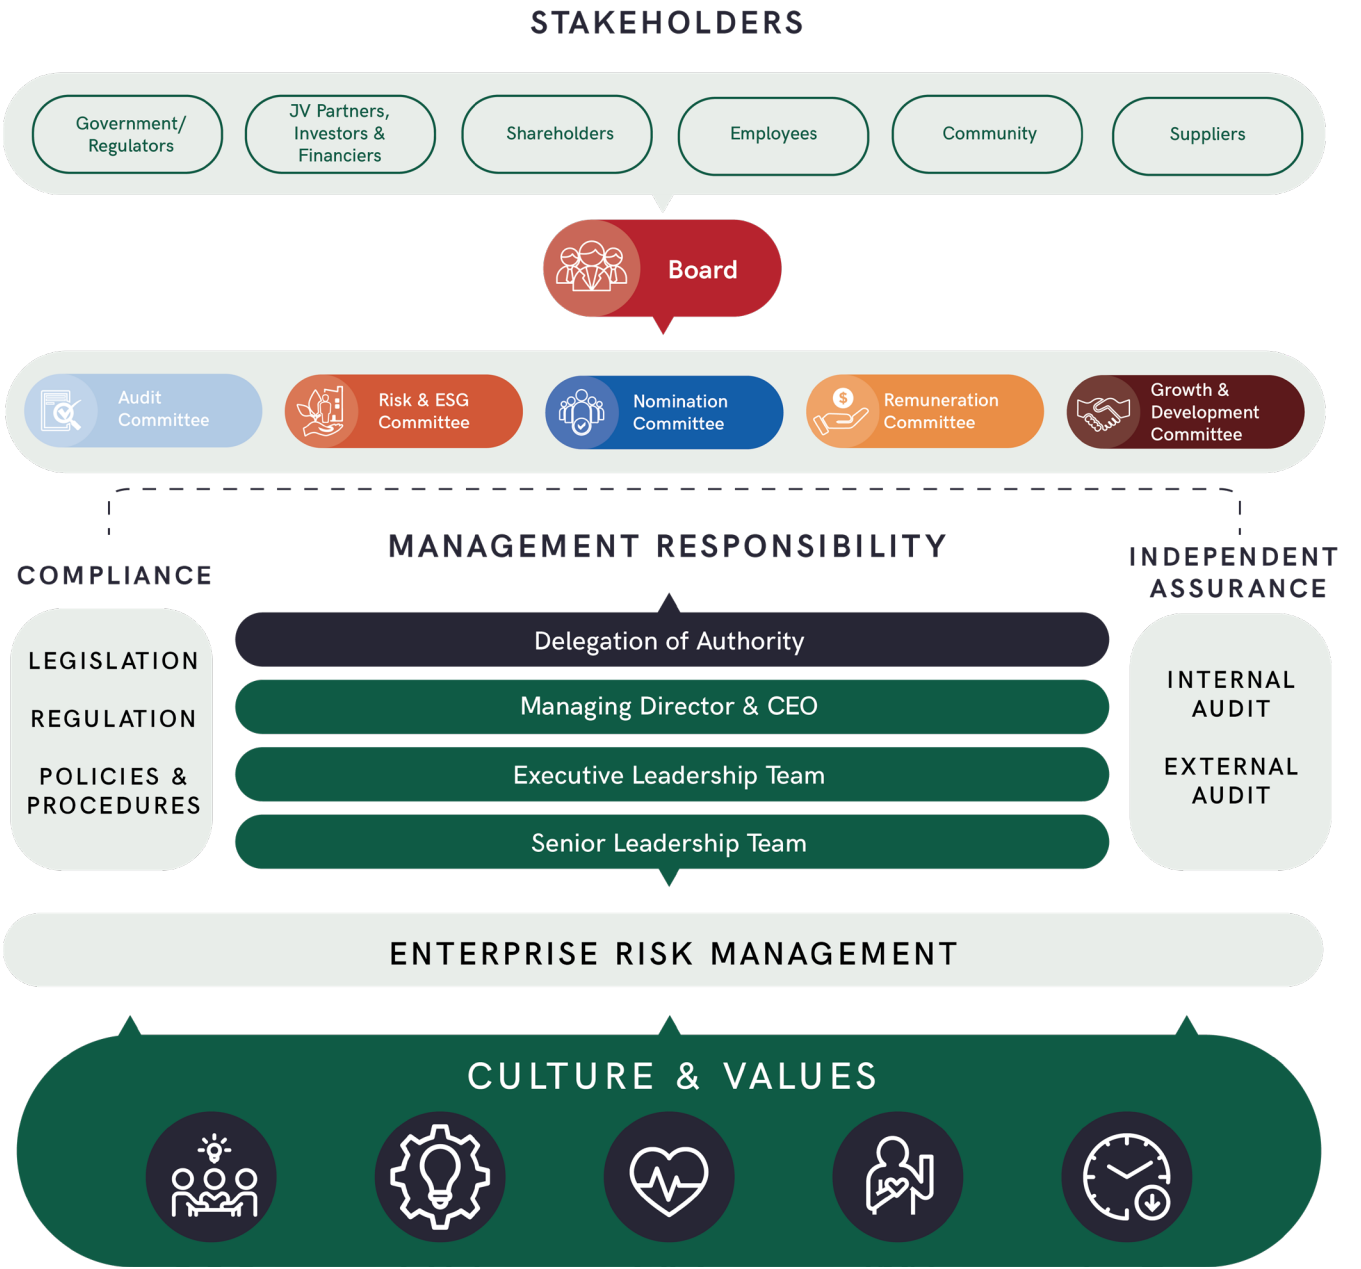 STAKEHOLDERS
Government/
Regulators
JV Partners,
Investors &
Financiers
Shareholders
Employees
Community
Suppliers
Board
Audit
Committee
Risk & ESG
Committee
Nomination
Committee
$
Remuneration
Committee
Growth &
Development
Committee
MANAGEMENT RESPONSIBILITY
COMPLIANCE
LEGISLATION
REGULATION
POLICIES &
PROCEDURES
Delegation of Authority
Managing Director & CEO
Executive Leadership Team
Senior Leadership Team
INDEPENDENT
ASSURANCE
INTERNAL
AUDIT
EXTERNAL
AUDIT
ENTERPRISE RISK MANAGEMENT
CULTURE & VALUES